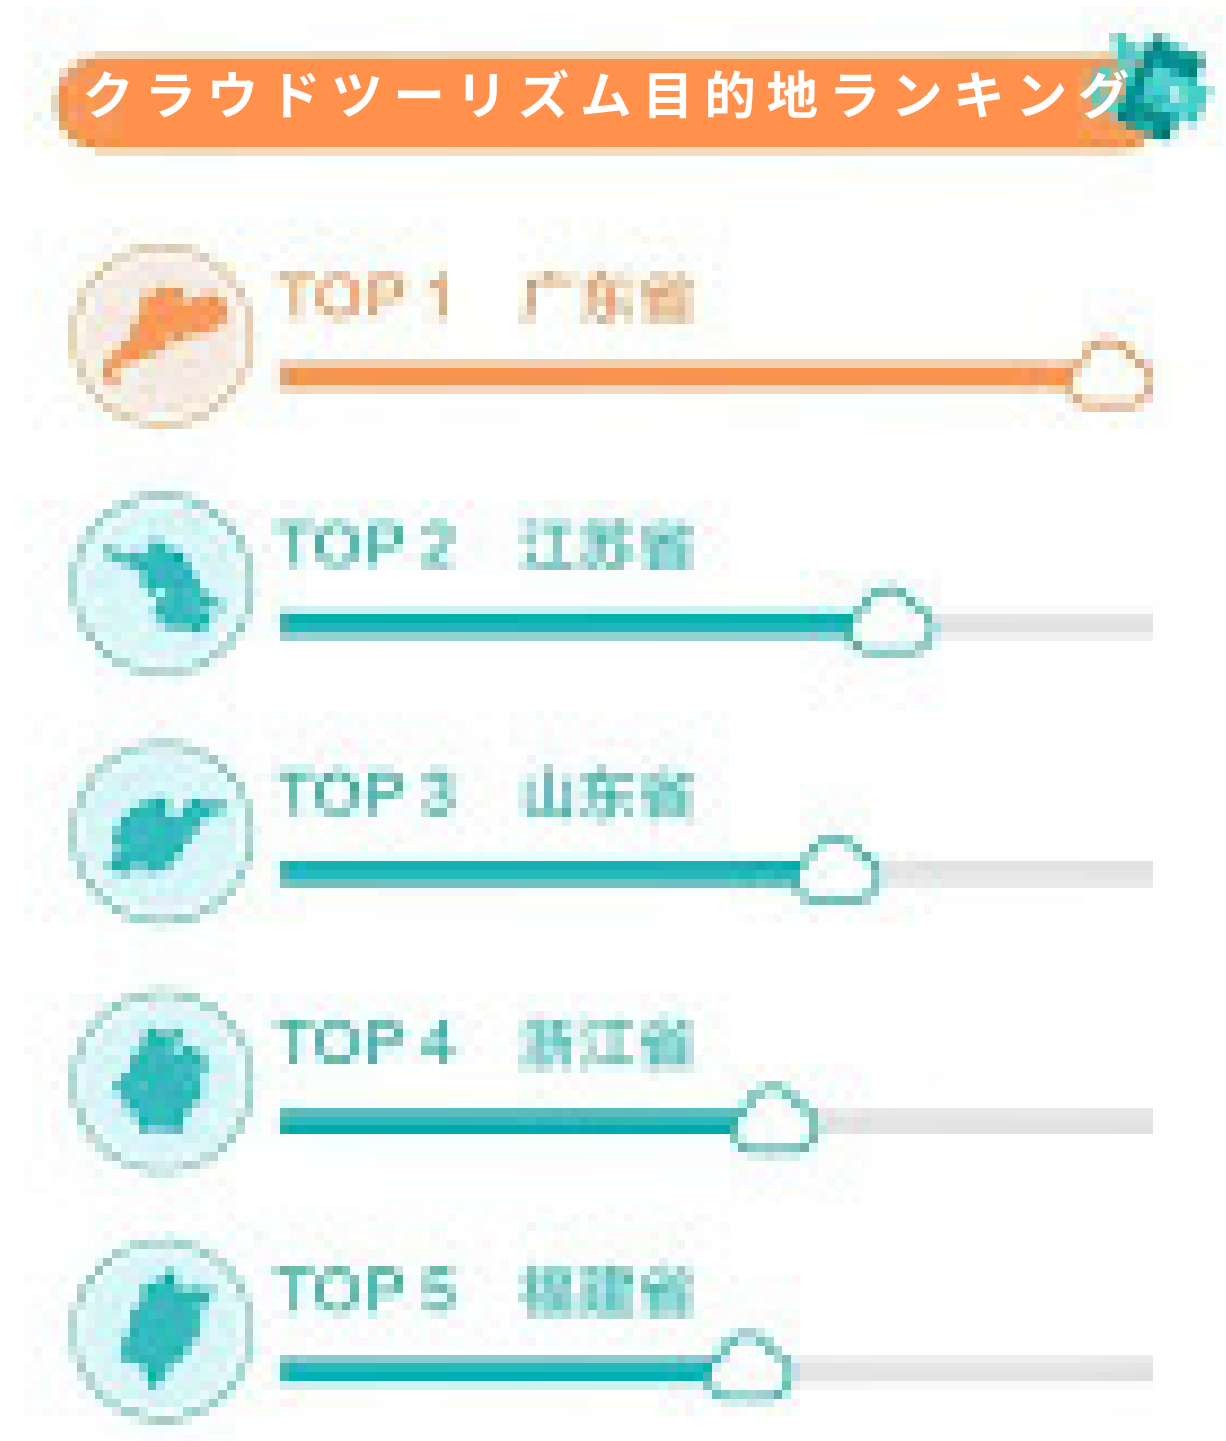 クラウドツーリズム目的地ランキング
TOP 1 广东省
TOP 2 江苏省
TOP 3 山东省
TOP 4 浙江省
TOP 5 福建省